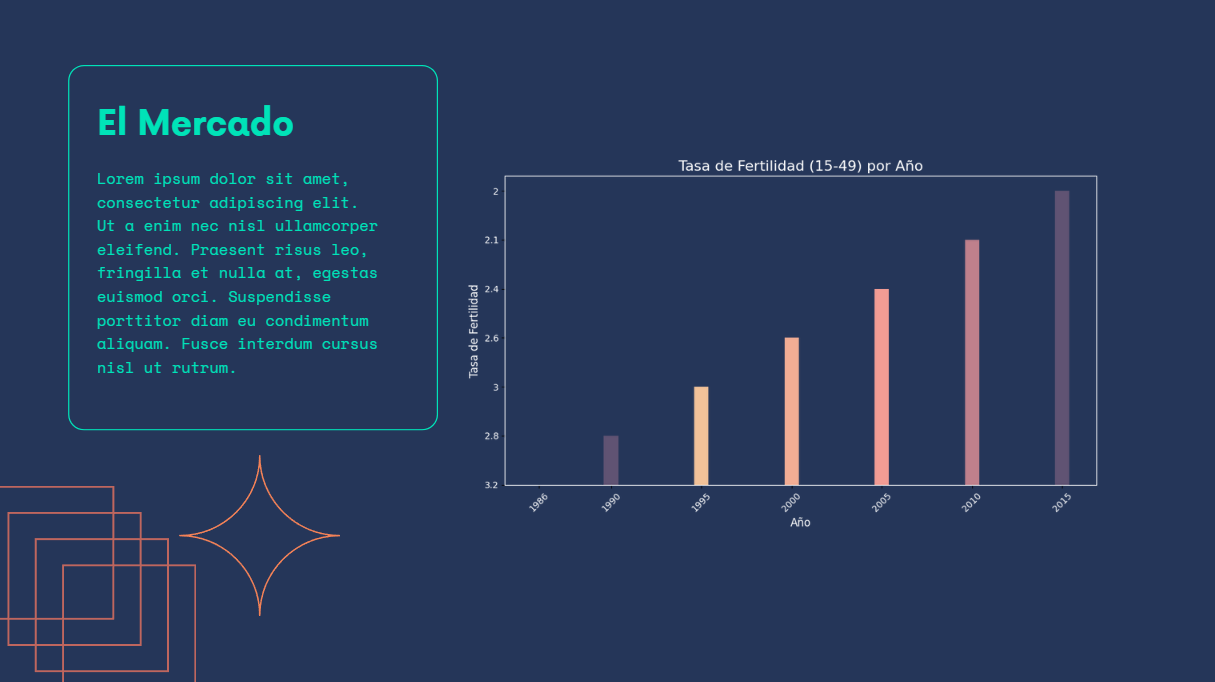 El Mercado
Lorem ipsum dolor sit amet,
consectetur adipiscing elit.
Ut a enim nec nisl ullamcorper
eleifend. Praesent risus leo,
fringilla et nulla at, egestas
euismod orci. Suspendisse
porttitor diam eu condimentum
aliquam. Fusce interdum cursus
nisl ut rutrum.
Tasa de Fertilidad (15-49) por Año
Tasa de Fertilidad
2
2.1
2.4
2.6
3
2.8
3.2
1986 1990 1995 2000 2005 2010 2015
Año